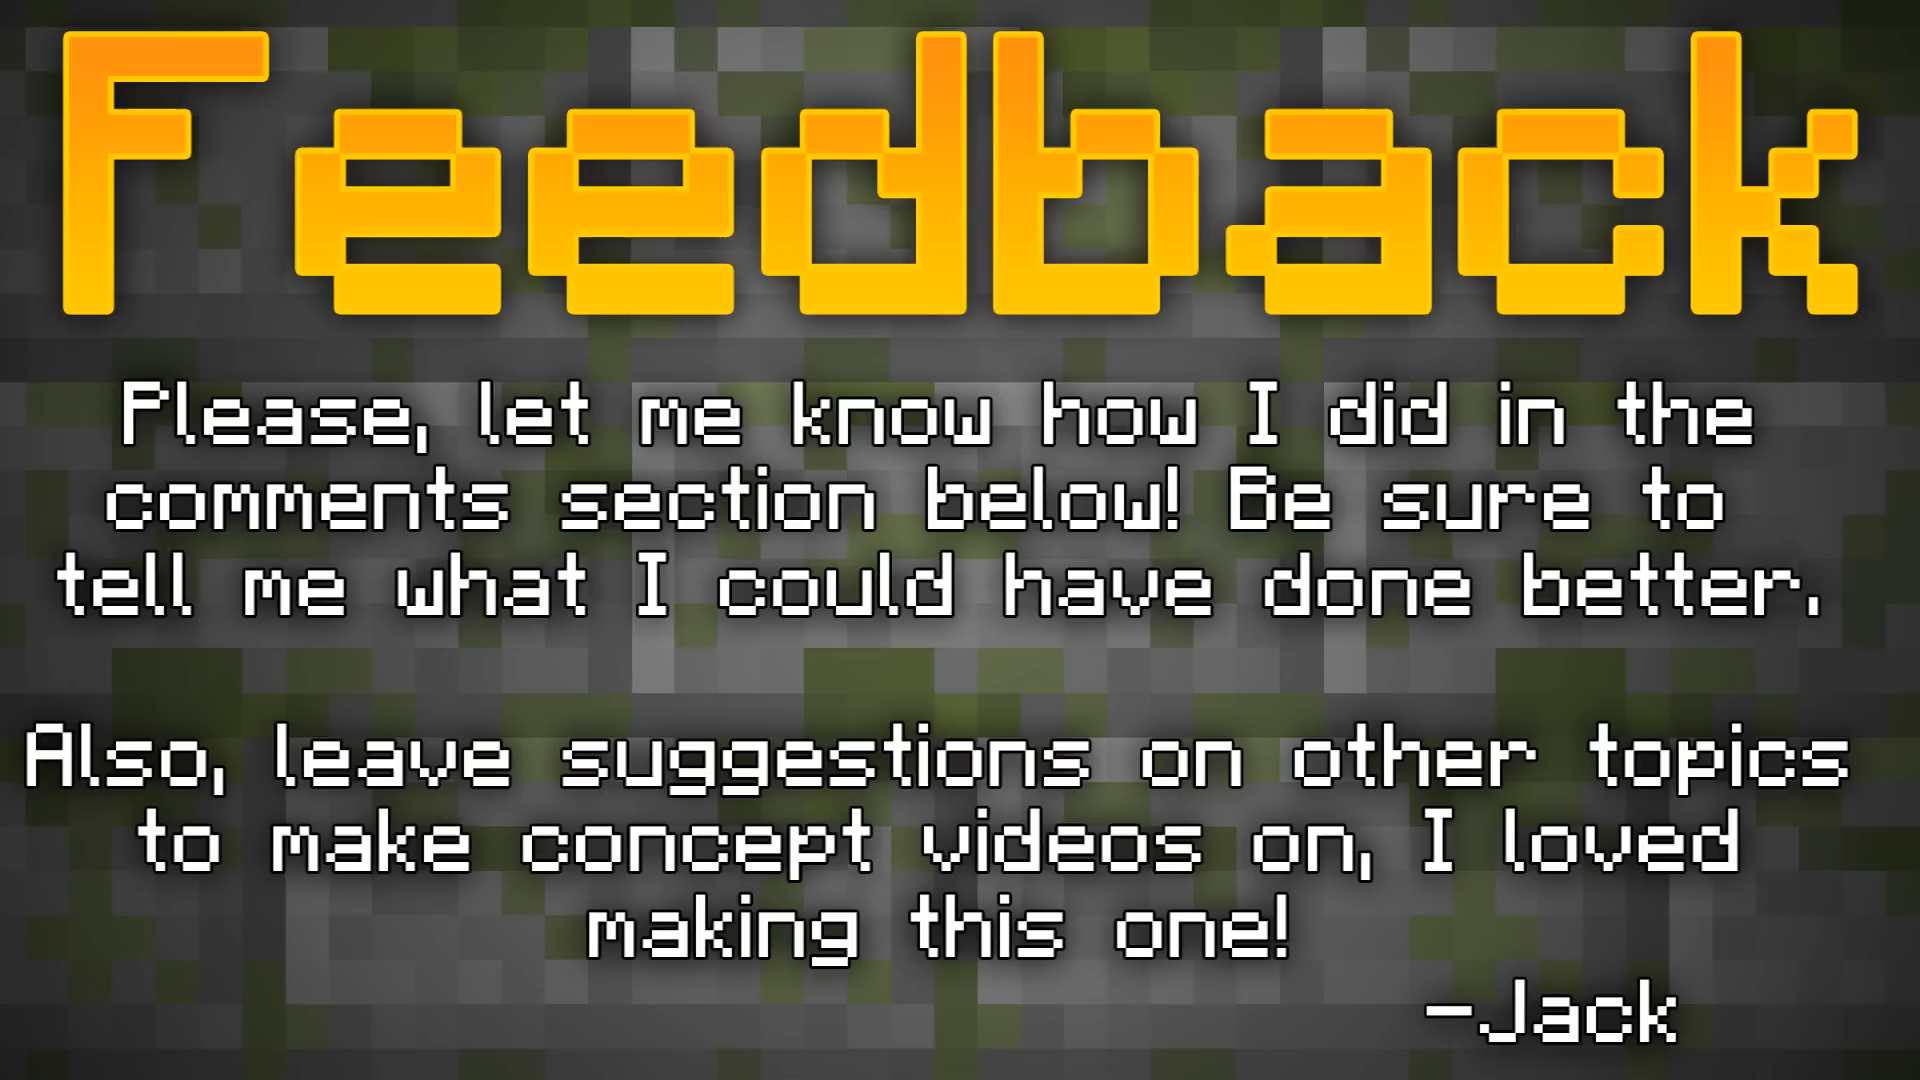 Feedback
Please, let me know how I did in the
comments section below! Be sure to
tell me what I could have done better.
Also, leave suggestions on other topics
to make concept videos on, I loved
making this one!
-Jack